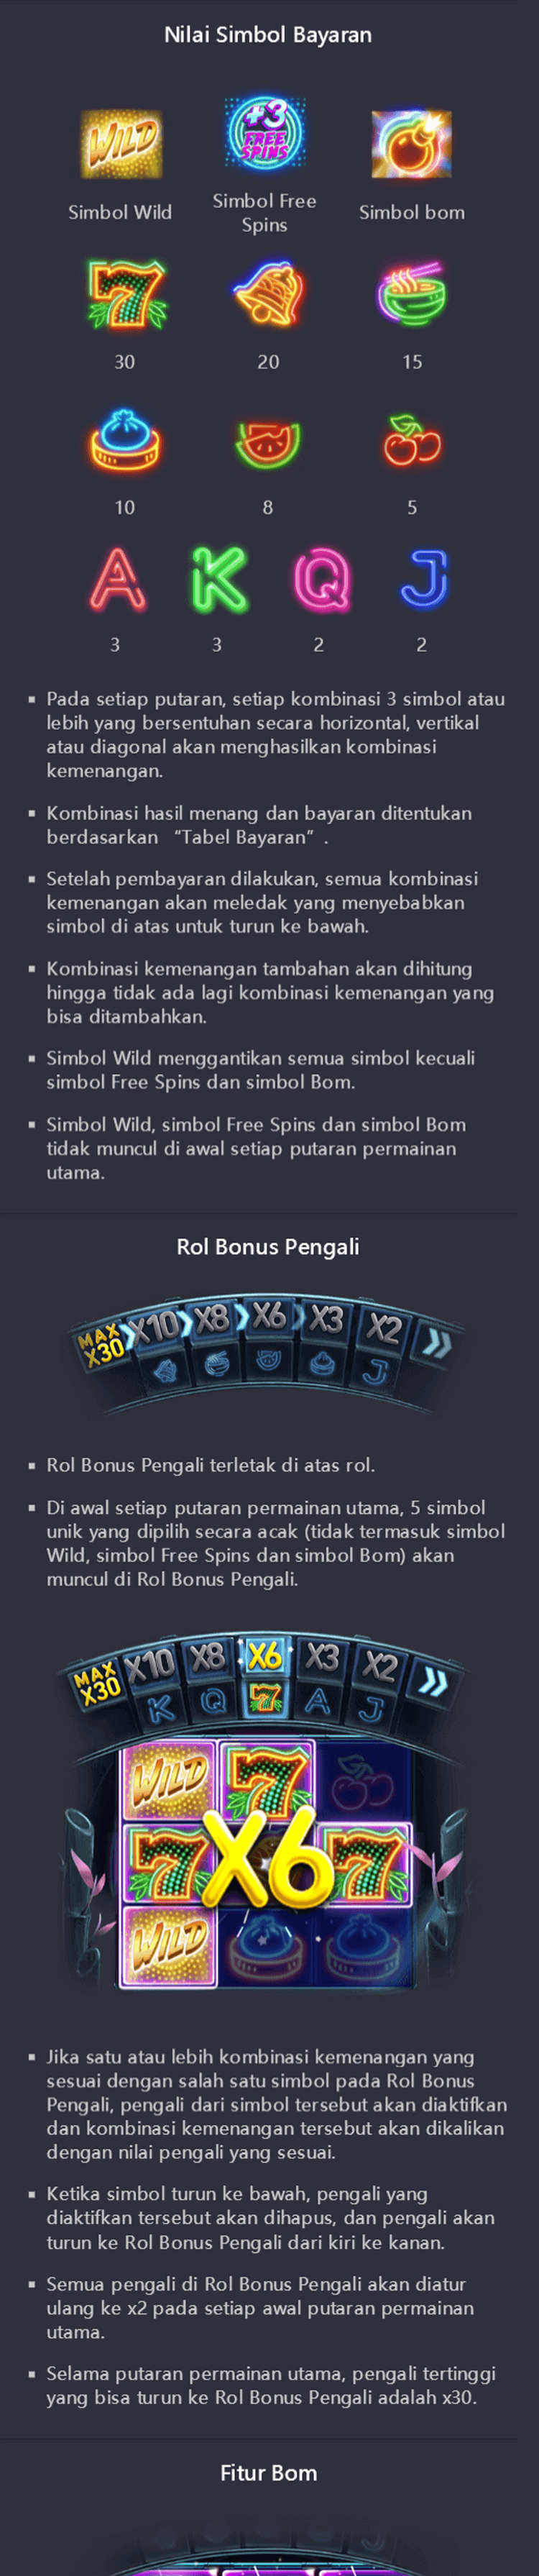 Nilai Simbol Bayaran
WILD
+3
FREE
SPINS
Simbol Wild
Simbol Free
Spins
Simbol bom
7
30
20
15
10
8
5
A
K
Q
J
3
3
2
2
Pada setiap putaran, setiap kombinasi 3 simbol atau
lebih yang bersentuhan secara horizontal, vertikal
atau diagonal akan menghasilkan kombinasi
kemenangan.
Kombinasi hasil menang dan bayaran ditentukan
berdasarkan “Tabel Bayaran” .
Setelah pembayaran dilakukan, semua kombinasi
kemenangan akan meledak yang menyebabkan
simbol di atas untuk turun ke bawah.
Kombinasi kemenangan tambahan akan dihitung
hingga tidak ada lagi kombinasi kemenangan yang
bisa ditambahkan.
Simbol Wild menggantikan semua simbol kecuali
simbol Free Spins dan simbol Bom.
Simbol Wild, simbol Free Spins dan simbol Bom
tidak muncul di awal setiap putaran permainan
utama.
Rol Bonus Pengali
MAX
X30
X10
X8
X6
X3
X2
J
Rol Bonus Pengali terletak di atas rol.
Di awal setiap putaran permainan utama, 5 simbol
unik yang dipilih secara acak (tidak termasuk simbol
Wild, simbol Free Spins dan simbol Bom) akan
muncul di Rol Bonus Pengali.
MAX
X30
X10
X8
X6
X3
X2
K
Q
7
A
J
WILD
7
7
X6
7
WILD
Jika satu atau lebih kombinasi kemenangan yang
sesuai dengan salah satu simbol pada Rol Bonus
Pengali, pengali dari simbol tersebut akan diaktifkan
dan kombinasi kemenangan tersebut akan dikalikan
dengan nilai pengali yang sesuai.
Ketika simbol turun ke bawah, pengali yang
diaktifkan tersebut akan dihapus, dan pengali akan
turun ke Rol Bonus Pengali dari kiri ke kanan.
Semua pengali di Rol Bonus Pengali akan diatur
ulang ke x2 pada setiap awal putaran permainan
utama.
Selama putaran permainan utama, pengali tertinggi
yang bisa turun ke Rol Bonus Pengali adalah x30.
Fitur Bom